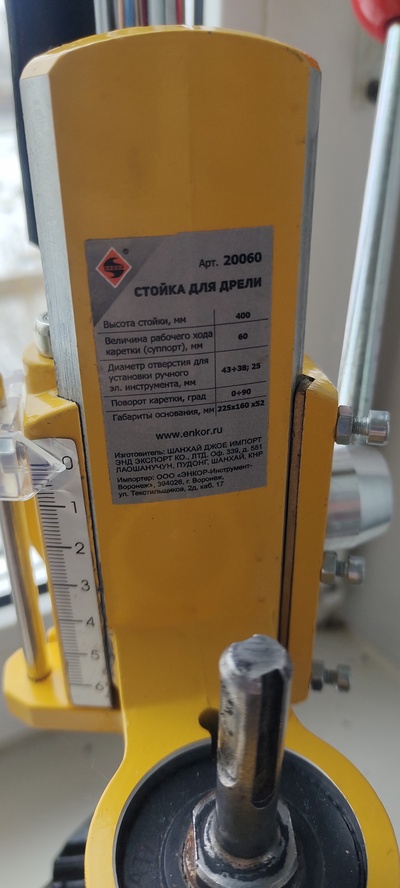 ®
Арт. 20060
СТОЙКА ДЛЯ ДРЕЛИ
Высота стойки, мм 400
Величина рабочего хода
каретки (суппорт), мм 60
Диаметр отверстия для
установки ручного
эл. инструмента, мм 43÷38; 25
Поворот каретки, град 0÷90
Габариты основания, мм 225x160 x52
www.enkor.ru
Изготовитель: ШАНХАЙ ДЖОЕ ИМПОРТ
ЭНД ЭКСПОРТ КО., ЛТД. Оф. 339, д. 551
ЛАОШАНУЧУН, ПУДОНГ, ШАНХАЙ, КНР
Импортер: ООО «ЭНКОР-Инструмент-
Воронеж», 394026, г. Воронеж,
ул. Текстильщиков, 2д, каб. 17
0
1
2
3
4
5
6